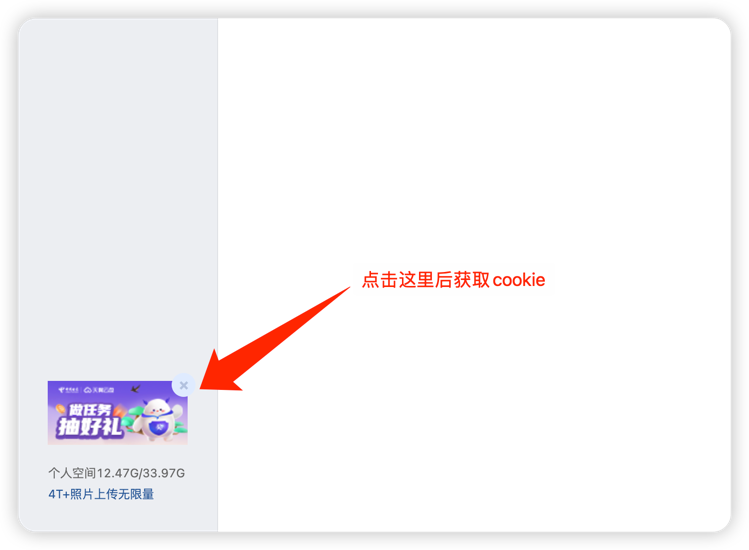 点击这里后获取cookie
天翼云盘
做任务
抽好礼
个人空间12.47G/33.97G
4T+照片上传无限量